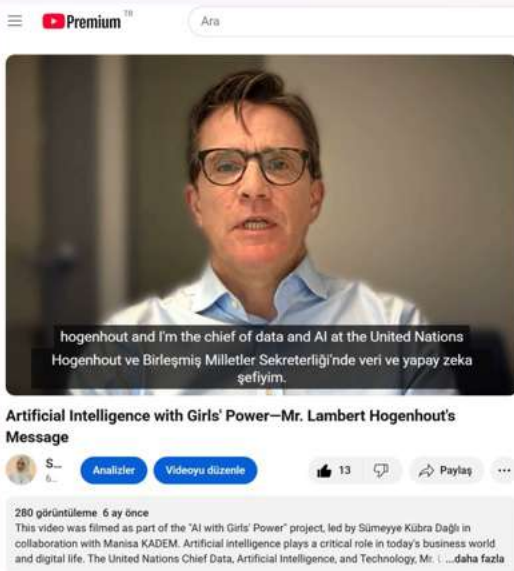 Premium TR
Ara
hogenhout and I'm the chief of data and AI at the United Nations
Hogenhout ve Birleşmiş Milletler Sekreterliği'nde veri ve yapay zeka
şefiyim.
Artificial Intelligence with Girls' Power—Mr. Lambert Hogenhout's
Message
S...
6...
Analizler
Videoyu düzenle
13
Paylaş
280 görüntüleme 6 ay önce
This video was filmed as part of the "AI with Girls' Power" project, led by Sümeyye Kübra Dağlı in
collaboration with Manisa KADEM. Artificial intelligence plays a critical role in today's business world
and digital life. The United Nations Chief Data, Artificial Intelligence, and Technology, Mr. ...daha fazla